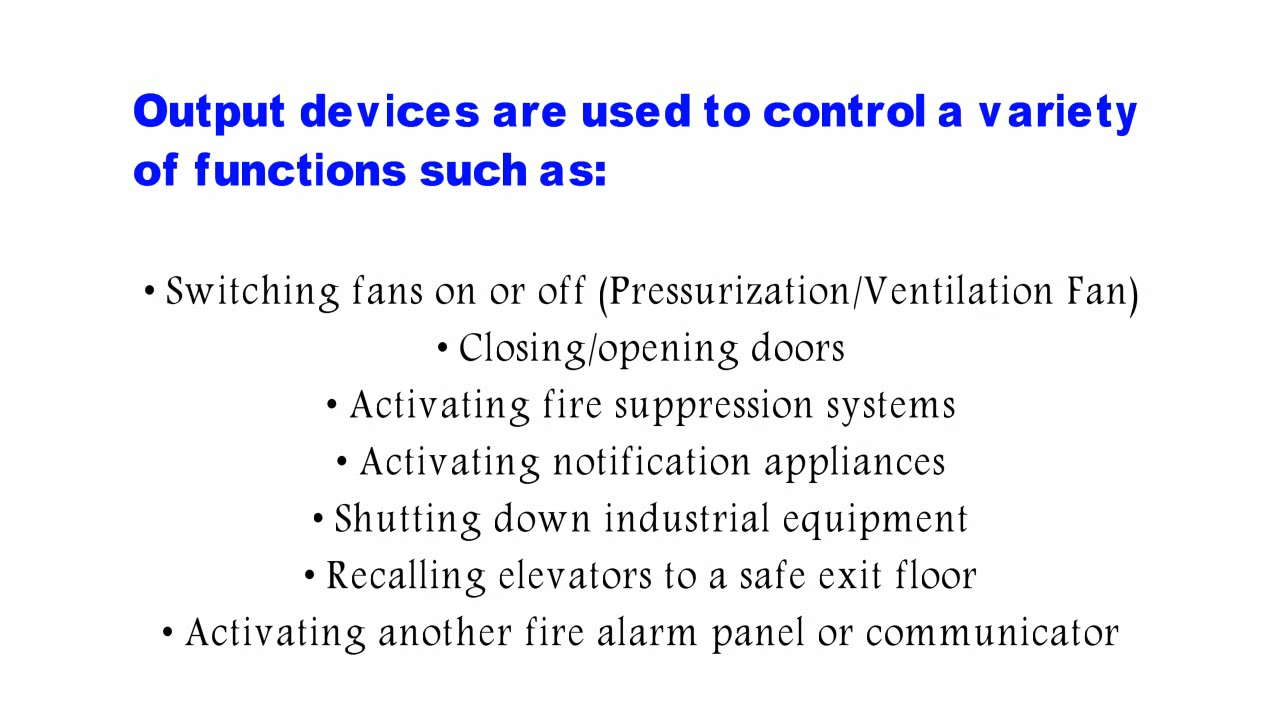 Output devices are used to control a variety
of functions such as:
• Switching fans on or off (Pressurization/Ventilation Fan)
• Closing/opening doors
• Activating fire suppression systems
• Activating notification appliances
• Shutting down industrial equipment
• Recalling elevators to a safe exit floor
• Activating another fire alarm panel or communicator